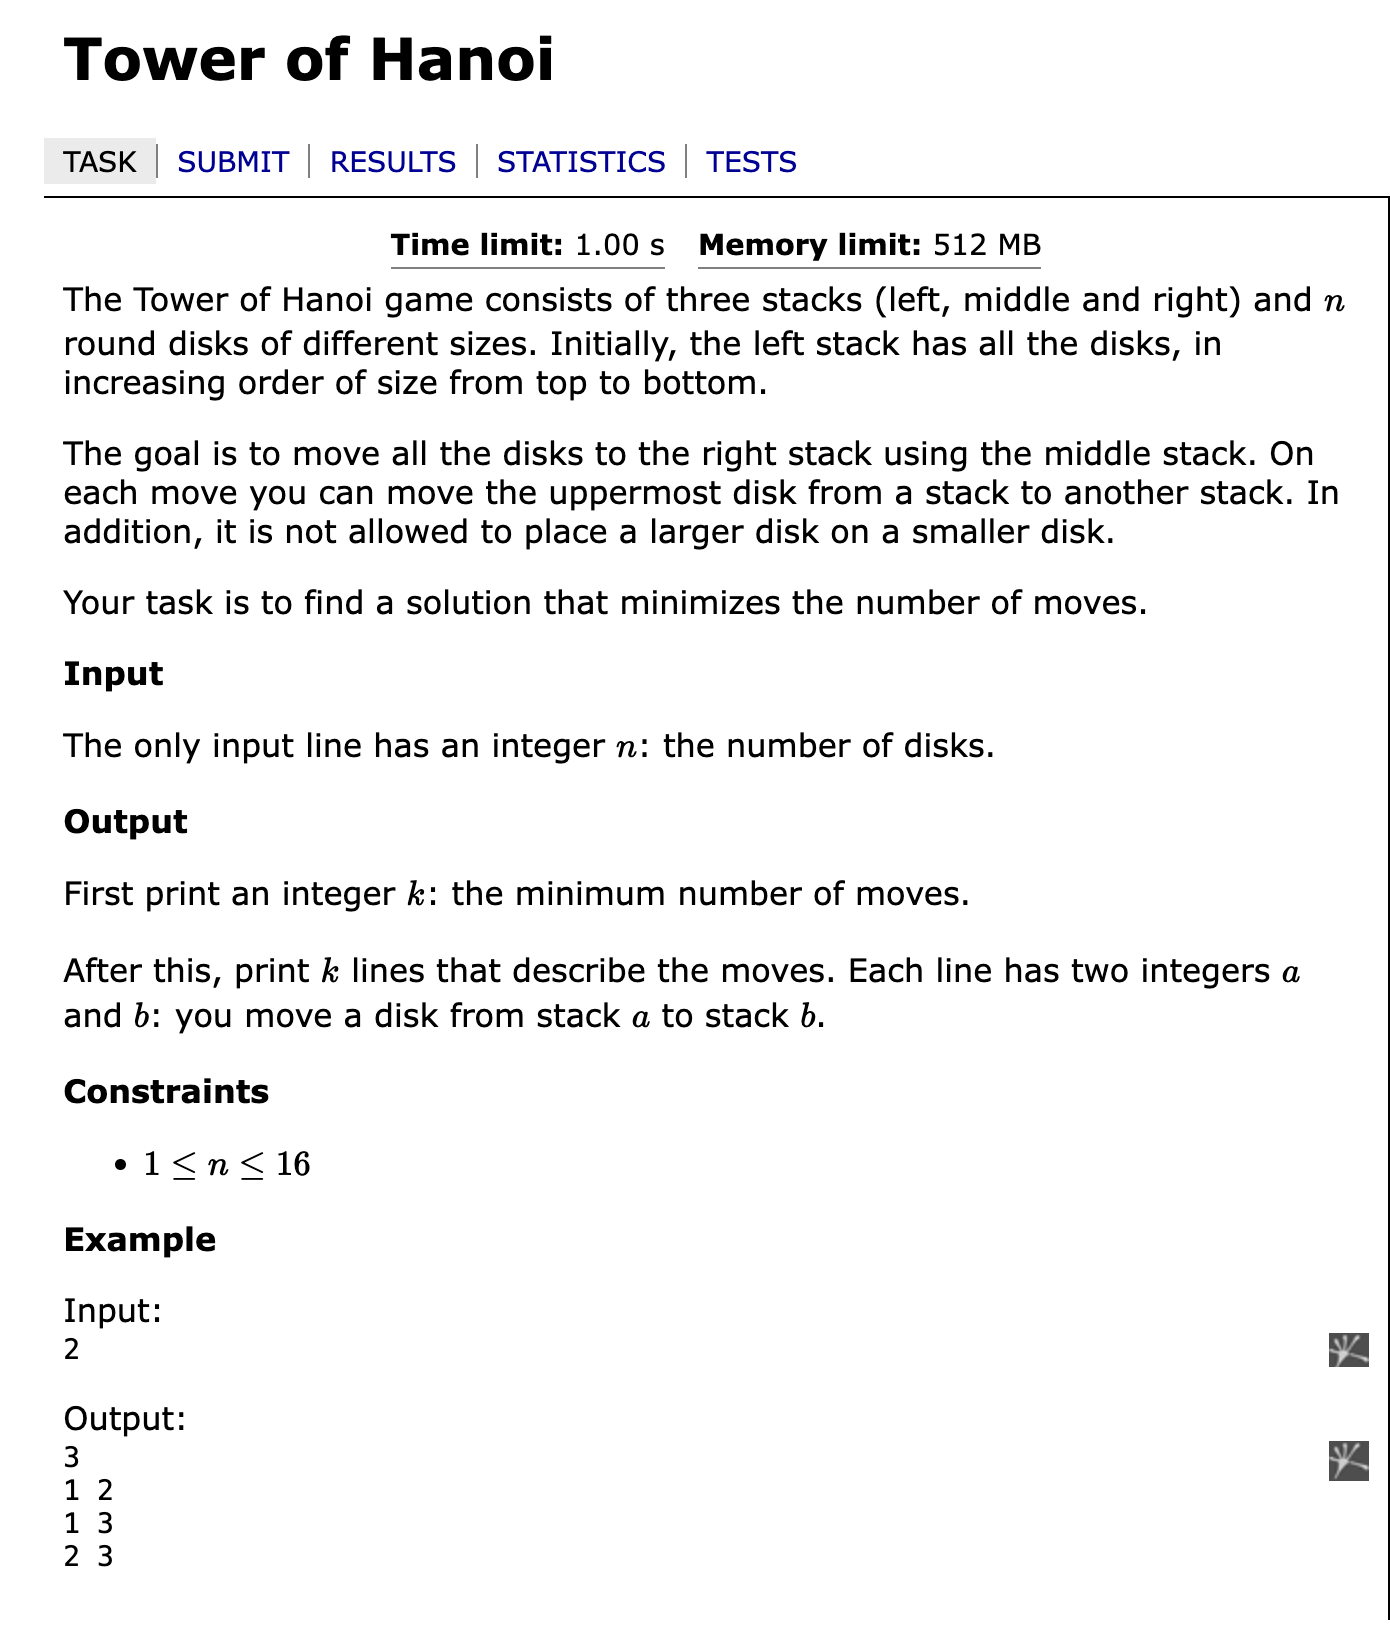 Tower of Hanoi
TASK | SUBMIT | RESULTS | STATISTICS | TESTS
Time limit: 1.00 s Memory limit: 512 MB
The Tower of Hanoi game consists of three stacks (left, middle and right) and n
round disks of different sizes. Initially, the left stack has all the disks, in
increasing order of size from top to bottom.
The goal is to move all the disks to the right stack using the middle stack. On
each move you can move the uppermost disk from a stack to another stack. In
addition, it is not allowed to place a larger disk on a smaller disk.
Your task is to find a solution that minimizes the number of moves.
Input
The only input line has an integer n: the number of disks.
Output
First print an integer k: the minimum number of moves.
After this, print k lines that describe the moves. Each line has two integers a
and b: you move a disk from stack a to stack b.
Constraints
• 1 ≤ n ≤ 16
Example
Input:
2
Output:
3
1 2
1 3
2 3